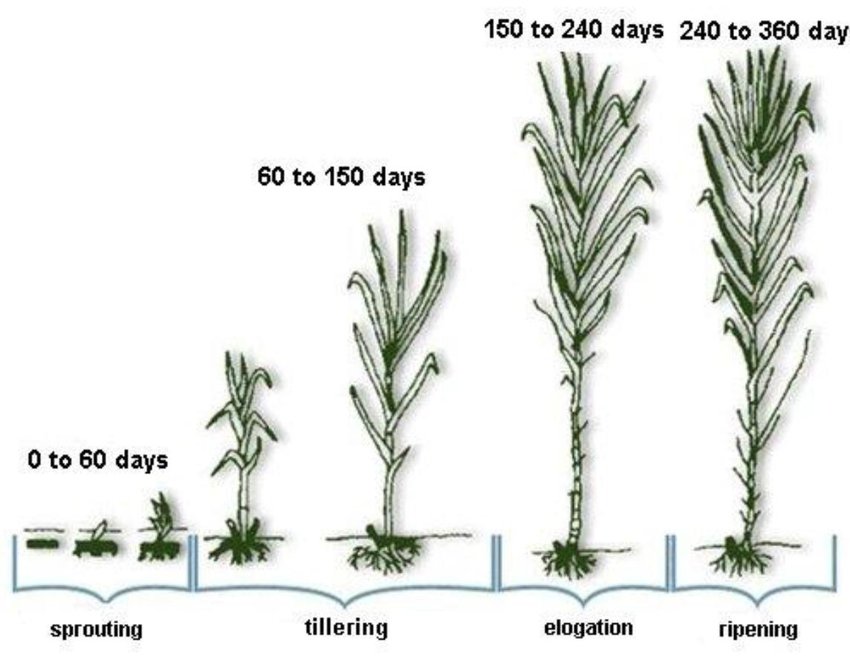 150 to 240 days
240 to 360 day
60 to 150 days
0 to 60 days
sprouting
tillering
elogation
ripening